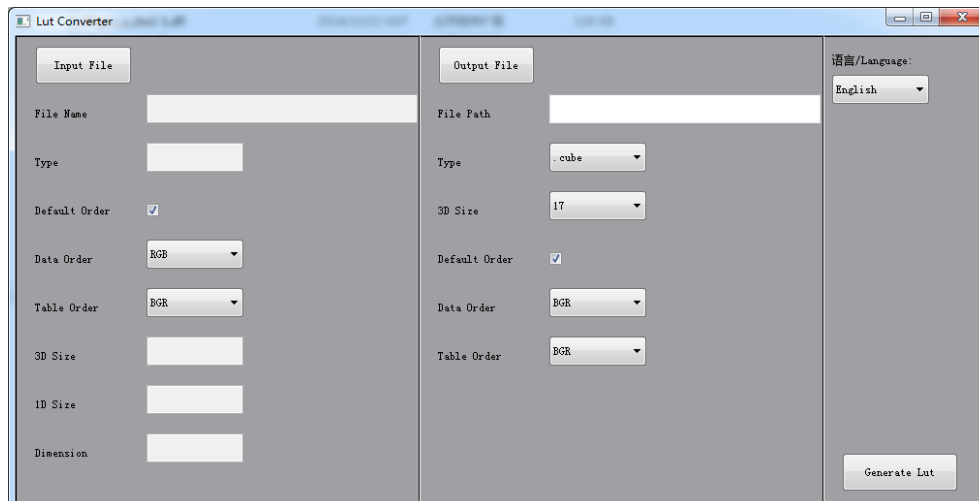 Lut Converter
Input File
File Name
Type
Default Order
Data Order RGB
Table Order BGR
3D Size
1D Size
Dimension
Output File
File Path
Type .cube
3D Size 17
Default Order
Data Order BGR
Table Order BGR
语言/Language:
English
Generate Lut